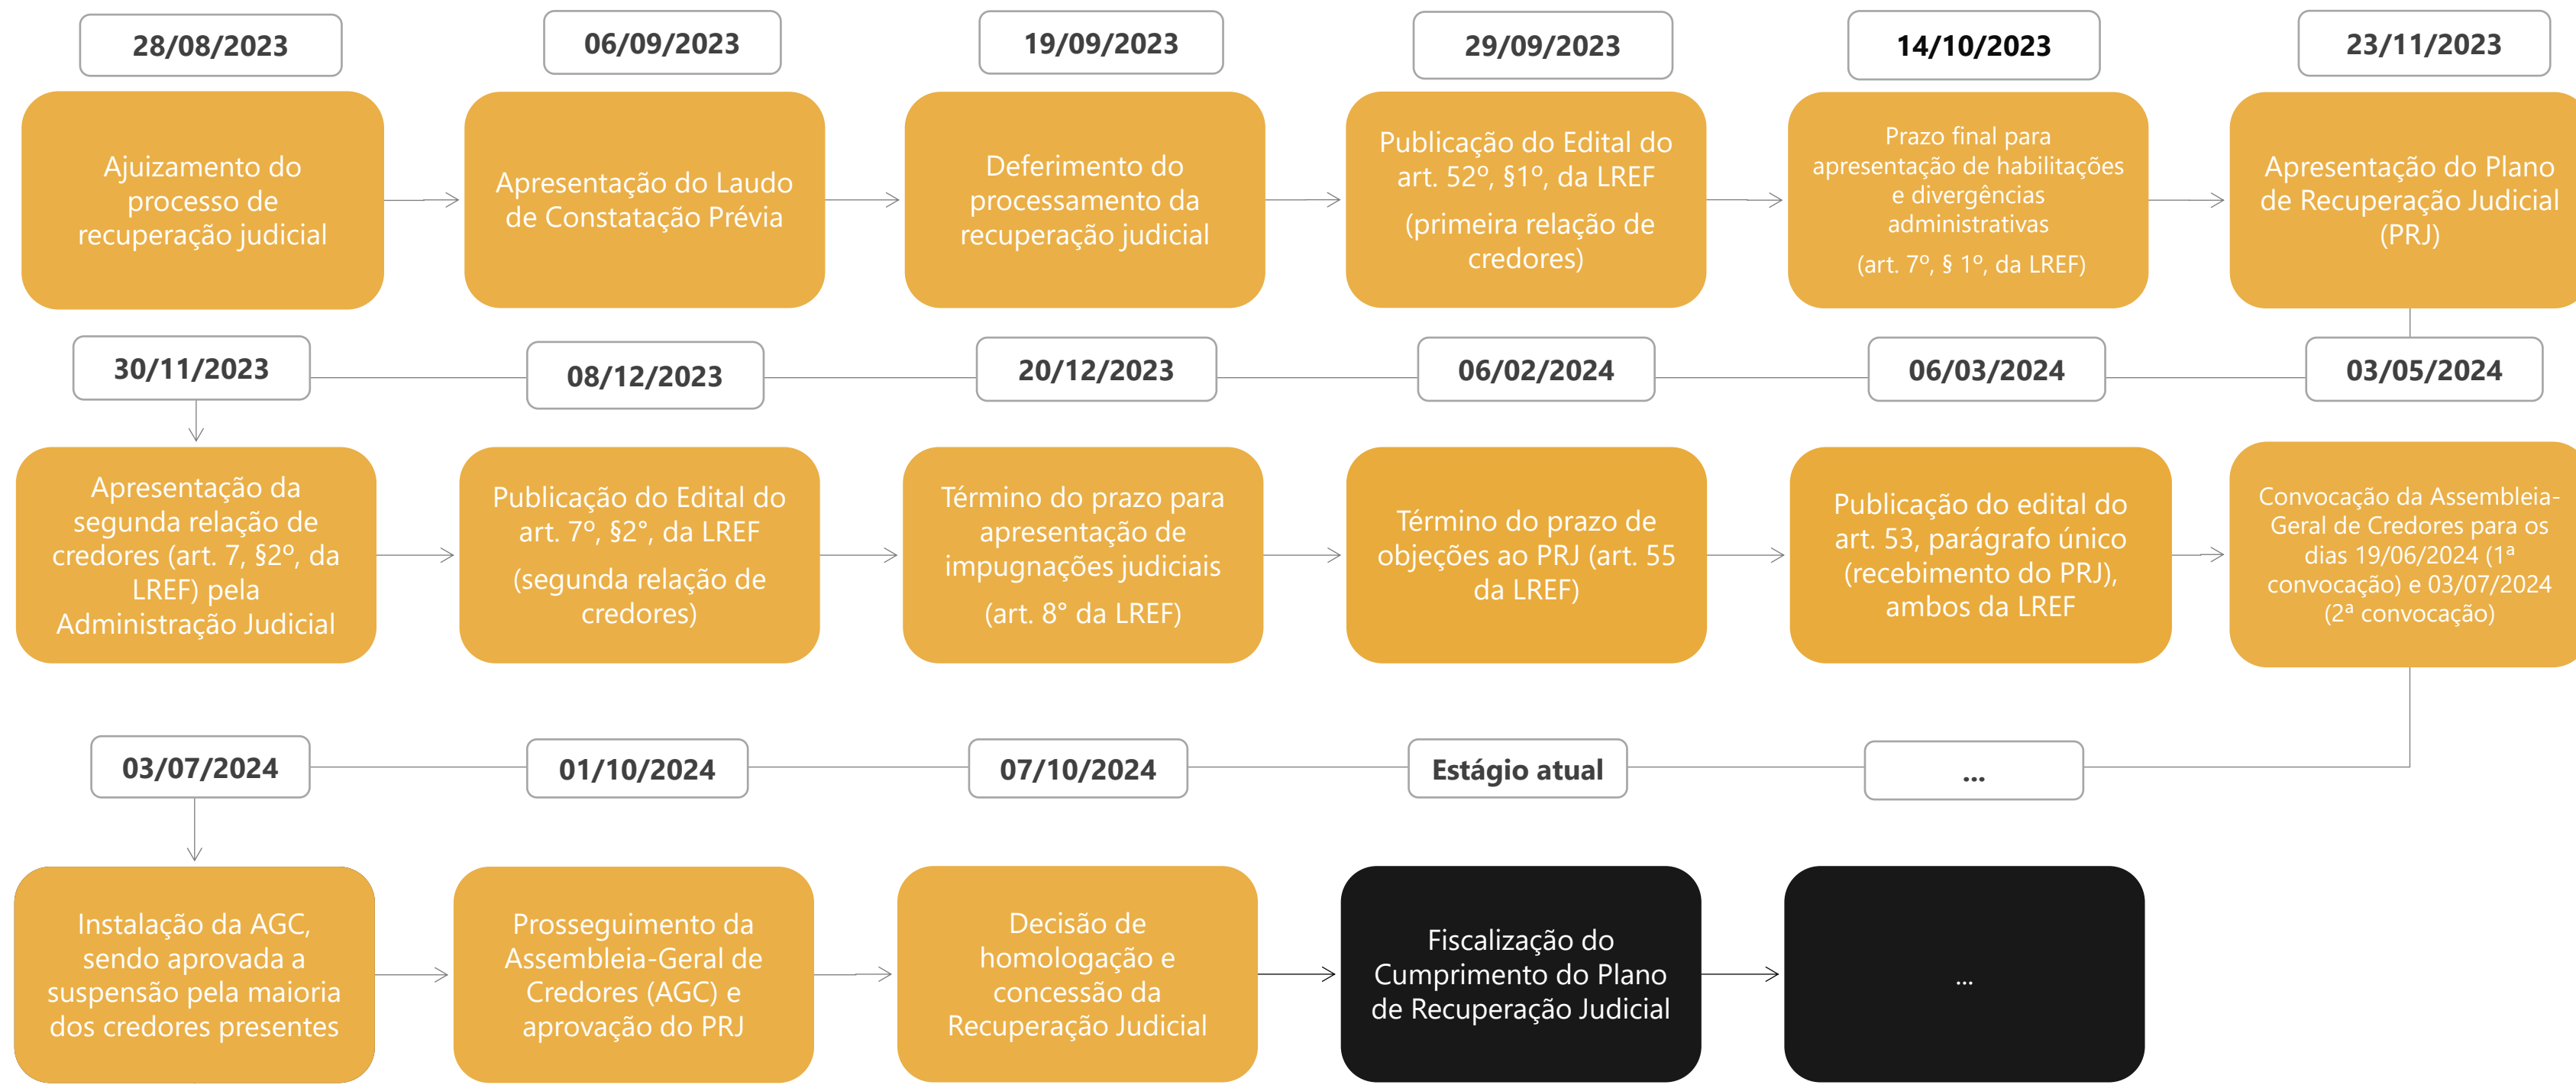 28/08/2023
06/09/2023
19/09/2023
29/09/2023
14/10/2023
23/11/2023
Ajuizamento do
processo de
recuperação judicial
Apresentação do Laudo
de Constatação Prévia
Deferimento do
processamento da
recuperação judicial
Publicação do Edital do
art. 52º, §1º, da LREF
(primeira relação de
credores)
Prazo final para
apresentação de habilitações
e divergências
administrativas
(art. 7º, § 1º, da LREF)
Apresentação do Plano
de Recuperação Judicial
(PRJ)
30/11/2023
08/12/2023
20/12/2023
06/02/2024
06/03/2024
03/05/2024
Apresentação da
segunda relação de
credores (art. 7, §2º, da
LREF) pela
Administração Judicial
Publicação do Edital do
art. 7º, §2°, da LREF
(segunda relação de
credores)
Término do prazo para
apresentação de
impugnações judiciais
(art. 8° da LREF)
Término do prazo de
objeções ao PRJ (art. 55
da LREF)
Publicação do edital do
art. 53, parágrafo único
(recebimento do PRJ),
ambos da LREF
Convocação da Assembleia-
Geral de Credores para os
dias 19/06/2024 (1ª
convocação) e 03/07/2024
(2ª convocação)
03/07/2024
01/10/2024
07/10/2024
Estágio atual
...
Instalação da AGC,
sendo aprovada a
suspensão pela maioria
dos credores presentes
Prosseguimento da
Assembleia-Geral de
Credores (AGC) e
aprovação do PRJ
Decisão de
homologação e
concessão da
Recuperação Judicial
Fiscalização do
Cumprimento do Plano
de Recuperação Judicial
...